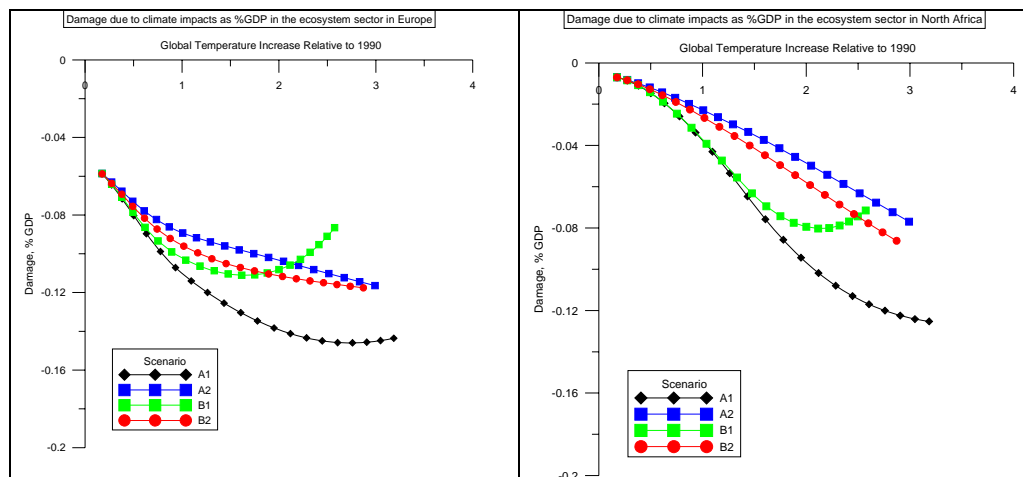 Damage due to climate impacts as %GDP in the ecosystem sector in Europe
Global Temperature Increase Relative to 1990
0 1 2 3 4
0
-0.04
-0.08
-0.12
-0.16
-0.2
Damage, % GDP
Scenario
A1
A2
B1
B2
Damage due to climate impacts as %GDP in the ecosystem sector in North Africa
Global Temperature Increase Relative to 1990
0 1 2 3 4
0
-0.04
-0.08
-0.12
-0.16
-0.2
Damage, % GDP
Scenario
A1
A2
B1
B2